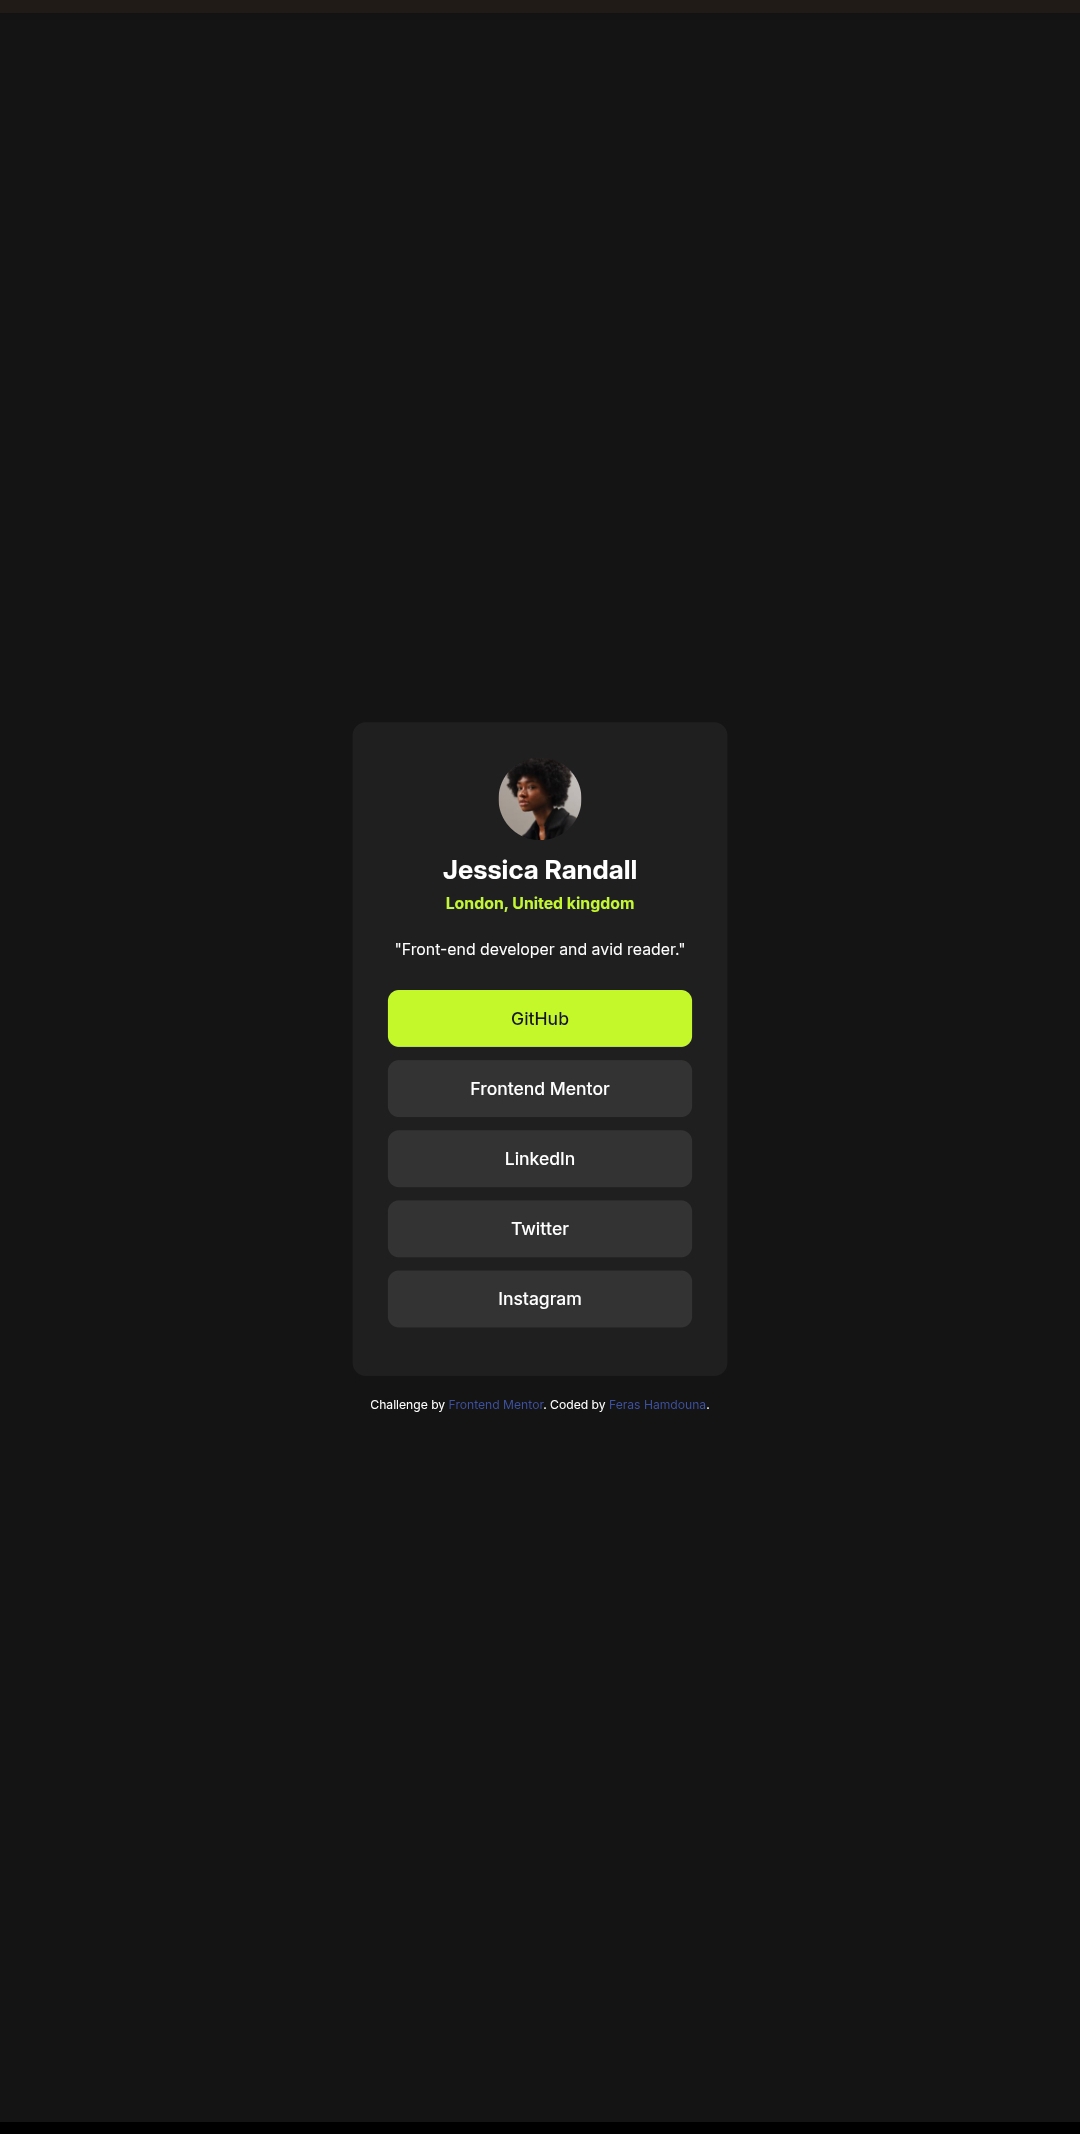 Jessica Randall
London, United kingdom
"Front-end developer and avid reader."
GitHub
Frontend Mentor
LinkedIn
Twitter
Instagram
Challenge by Frontend Mentor. Coded by Feras Hamdouna.